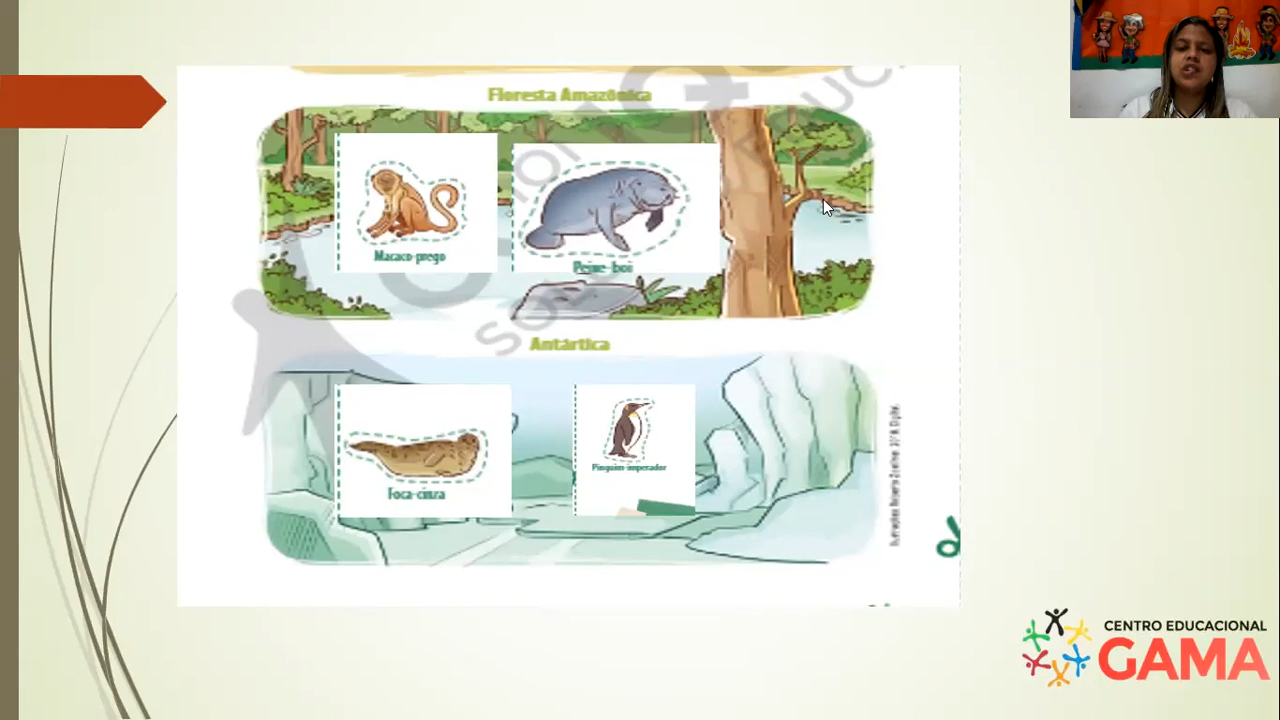 Floresta Amazônica
Macaco-prego
Peixe-boi
Antártica
Foca-cinza
Pinguim-imperador
CENTRO EDUCACIONAL
GAMA